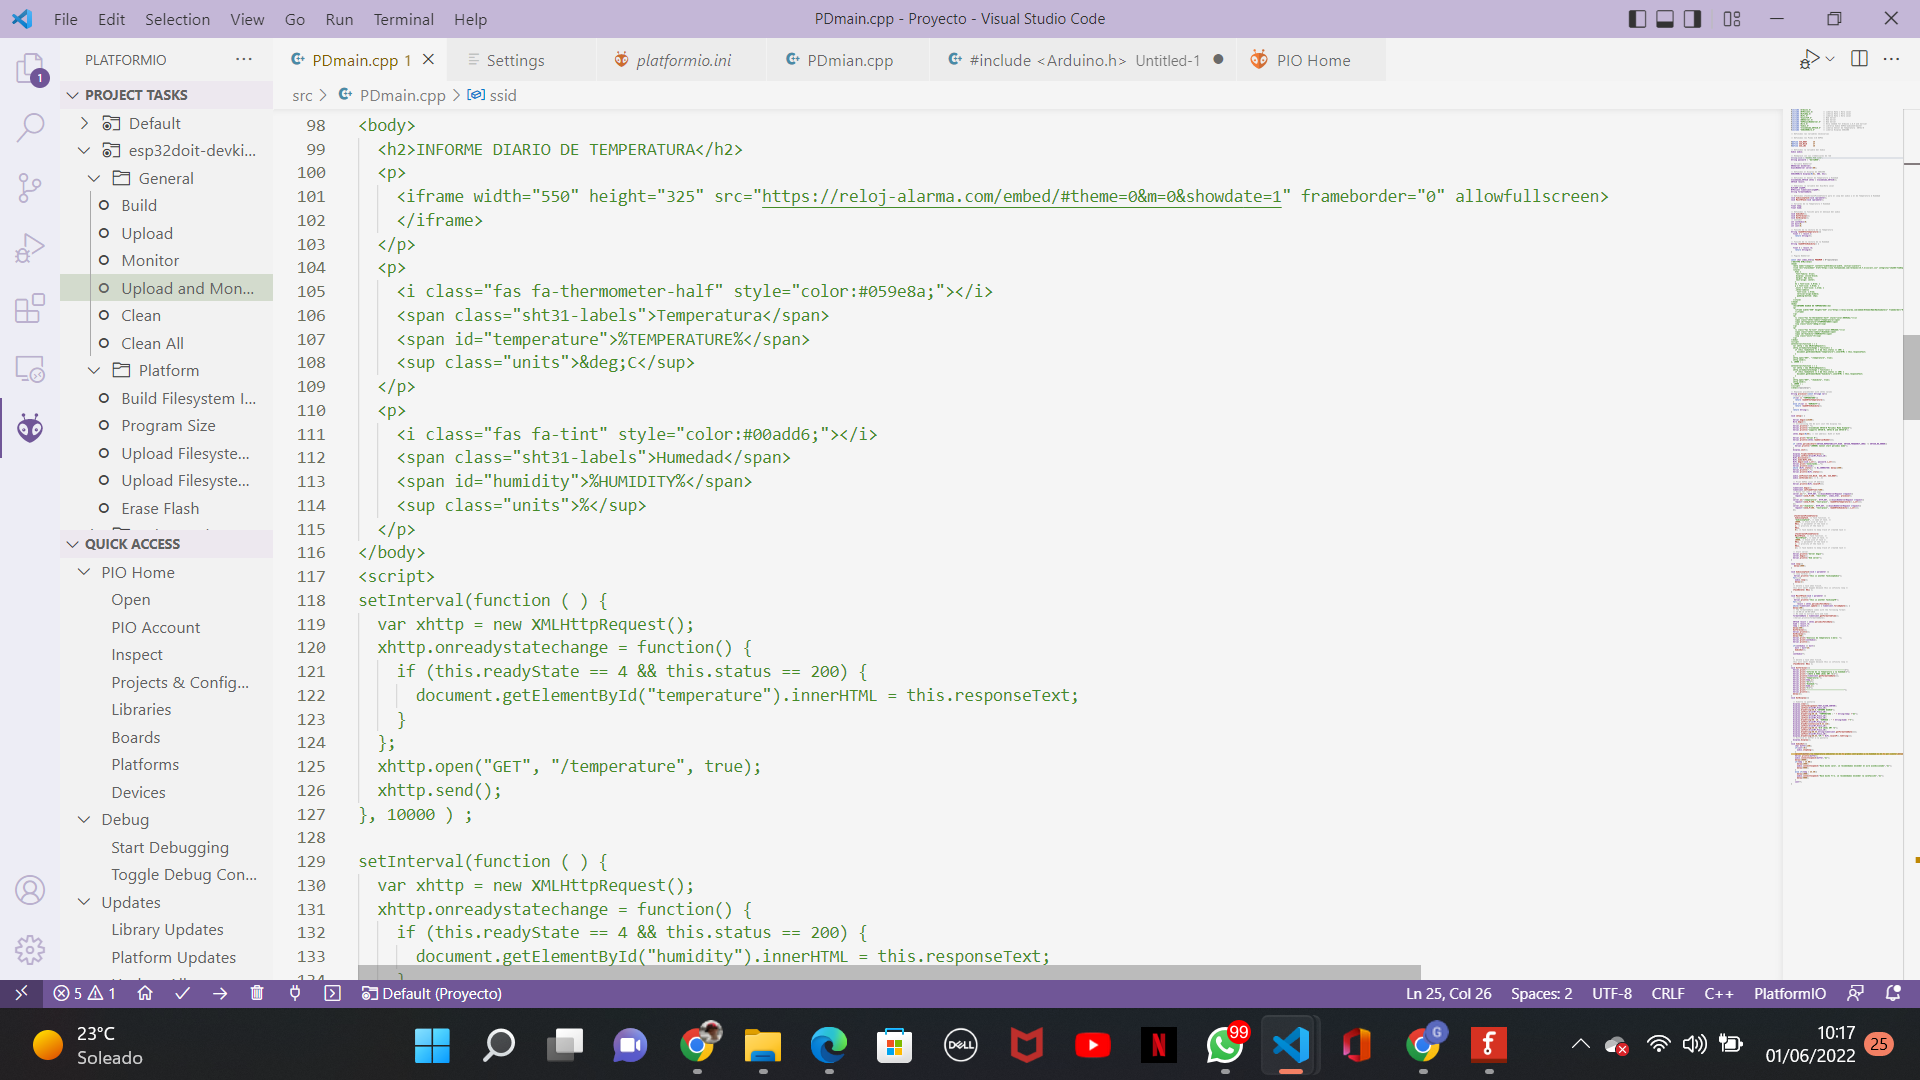 File Edit Selection View Go Run Terminal Help
PDmain.cpp - Proyecto - Visual Studio Code
PLATFORMIO
PDmain.cpp 1
Settings
platformio.ini
PDmian.cpp
#include <Arduino.h> Untitled-1
PIO Home
1
src > PDmain.cpp > ssid
PROJECT TASKS
Default
esp32doit-devki...
General
Build
Upload
Monitor
Upload and Mon...
Clean
Clean All
Platform
Build Filesystem I...
Program Size
Upload Filesyste...
Upload Filesyste...
Erase Flash
QUICK ACCESS
PIO Home
Open
PIO Account
Inspect
Projects & Config...
Libraries
Boards
Platforms
Devices
Debug
Start Debugging
Toggle Debug Con...
Updates
Library Updates
Platform Updates
98 <body>
99 <h2>INFORME DIARIO DE TEMPERATURA</h2>
100 <p>
101 <iframe width="550" height="325" src="https://reloj-alarma.com/embed/#theme=0&m=0&showdate=1" frameborder="0" allowfullscreen>
102 </iframe>
103 </p>
104 <p>
105 <i class="fas fa-thermometer-half" style="color:#059e8a;"></i>
106 <span class="sht31-labels">Temperatura</span>
107 <span id="temperature">%TEMPERATURE%</span>
108 <sup class="units">&deg;C</sup>
109 </p>
110 <p>
111 <i class="fas fa-tint" style="color:#00add6;"></i>
112 <span class="sht31-labels">Humedad</span>
113 <span id="humidity">%HUMIDITY%</span>
114 <sup class="units">%</sup>
115 </p>
116 </body>
117 <script>
118 setInterval(function ( ) {
119 var xhttp = new XMLHttpRequest();
120 xhttp.onreadystatechange = function() {
121 if (this.readyState == 4 && this.status == 200) {
122 document.getElementById("temperature").innerHTML = this.responseText;
123 }
124 };
125 xhttp.open("GET", "/temperature", true);
126 xhttp.send();
127 }, 10000 ) ;
128
129 setInterval(function ( ) {
130 var xhttp = new XMLHttpRequest();
131 xhttp.onreadystatechange = function() {
132 if (this.readyState == 4 && this.status == 200) {
133 document.getElementById("humidity").innerHTML = this.responseText;
134 }
5 1 Default (Proyecto)
Ln 25, Col 26 Spaces: 2 UTF-8 CRLF C++ PlatformIO
23°C
Soleado
DELL
N
99
G
10:17
01/06/2022
25